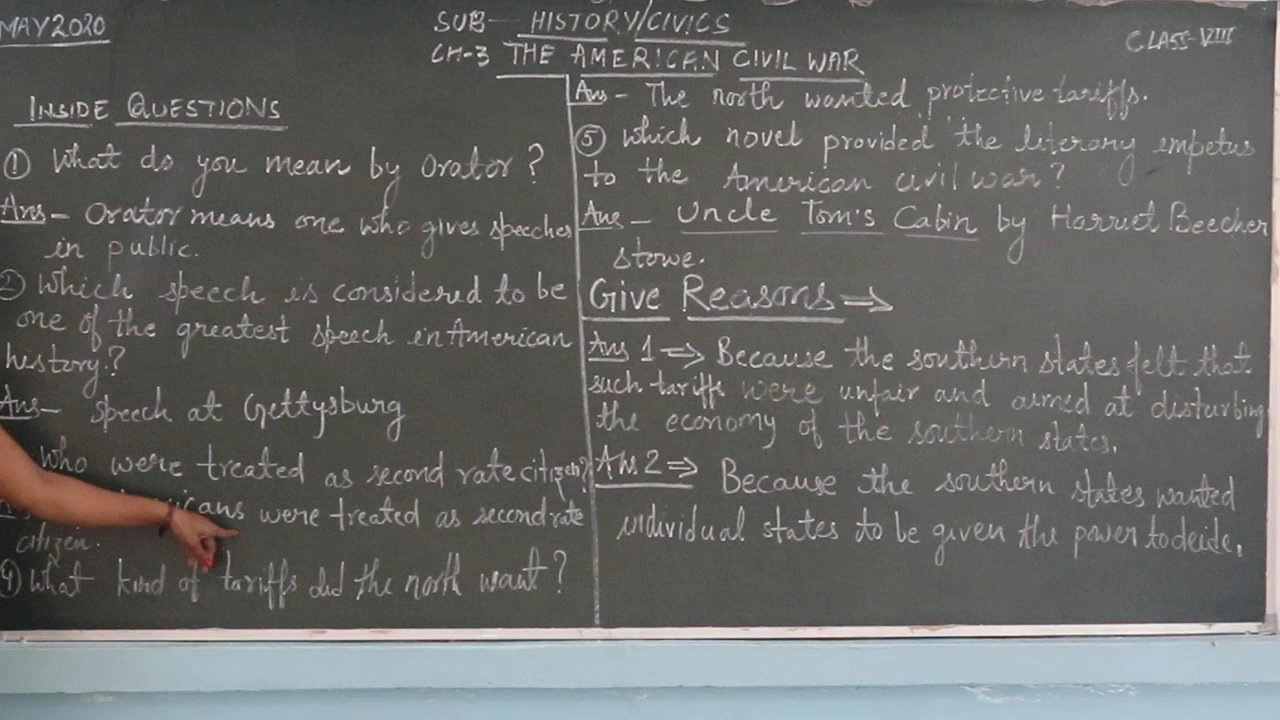 MAY 2020
SUB - HISTORY/CIVICS
CLASS-VIII
CH-3 THE AMERICAN CIVIL WAR
INSIDE QUESTIONS
① What do you mean by Orator?
Ans - Orator means one who gives speeches
in public.
② Which speech is considered to be
one of the greatest speech in American
history?
Ans - Speech at Gettysburg
Who were treated as second rate citizen?
were treated as second rate
citizen.
④ What kind of tariffs did the north want?
Ans - The north wanted protective tariffs.
⑤ Which novel provided the literary impetus
to the American civil war?
Ans - Uncle Tom's Cabin by Harriet Beecher
stowe.
Give Reasons ⇒
Ans 1 ⇒ Because the southern states felt that
such tariffs were unfair and aimed at disturbing
the economy of the southern states.
Ans 2 ⇒ Because the southern states wanted
individual states to be given the power to decide.